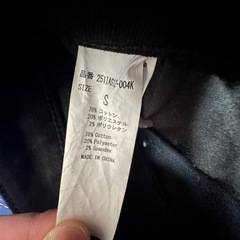 品番 2511AGU-004K
SIZE
S
78% コットン
20% ポリエステル
2% ポリウレタン
78% Cotton
20% Polyester
2% Spandex
MADE IN CHINA